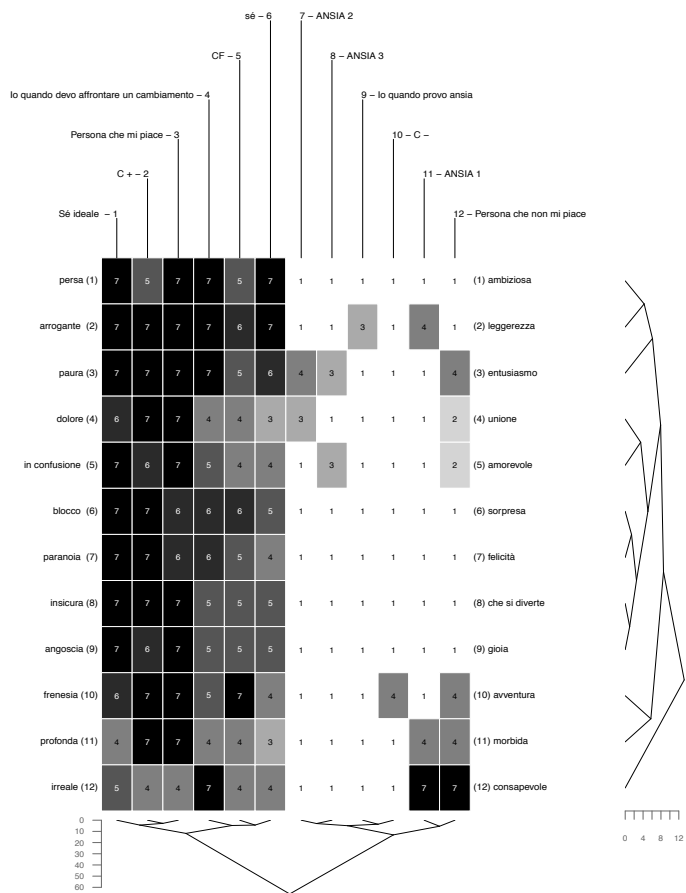 sé – 6
7 – ANSIA 2
CF – 5
8 – ANSIA 3
Io quando devo affrontare un cambiamento – 4
9 – Io quando provo ansia
Persona che mi piace – 3
10 – C –
C + – 2
11 – ANSIA 1
Sé ideale – 1
12 – Persona che non mi piace
persa (1) 7 5 7 7 5 7 1 1 1 1 1 1 (1) ambiziosa
arrogante (2) 7 7 7 7 6 7 1 1 3 1 4 1 (2) leggerezza
paura (3) 7 7 7 7 5 6 4 3 1 1 1 4 (3) entusiasmo
dolore (4) 6 7 7 4 4 3 3 1 1 1 1 2 (4) unione
in confusione (5) 7 6 7 5 4 4 1 3 1 1 1 2 (5) amorevole
blocco (6) 7 7 6 6 6 5 1 1 1 1 1 1 (6) sorpresa
paranoia (7) 7 7 6 6 5 4 1 1 1 1 1 1 (7) felicità
insicura (8) 7 7 7 5 5 5 1 1 1 1 1 1 (8) che si diverte
angoscia (9) 7 6 7 5 5 5 1 1 1 1 1 1 (9) gioia
frenesia (10) 6 7 7 5 7 4 1 1 1 4 1 4 (10) avventura
profonda (11) 4 7 7 4 4 3 1 1 1 1 4 4 (11) morbida
irreale (12) 5 4 4 7 4 4 1 1 1 1 7 7 (12) consapevole
0
10
20
30
40
50
60
0 4 8 12